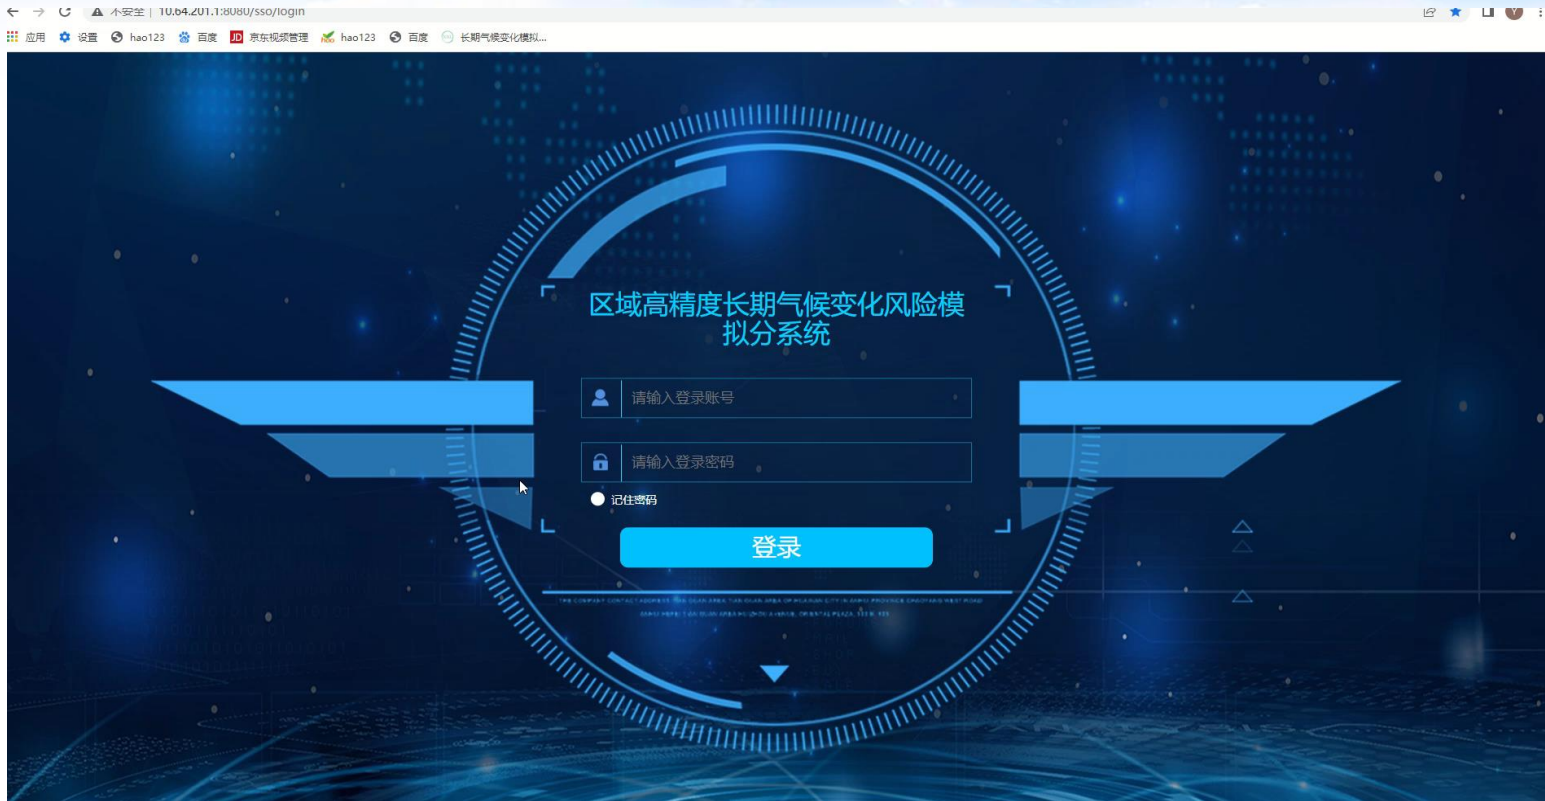 不安全 | 10.64.201.1:8080/sso/login
应用 设置 hao123 百度 JD 京东视频管理 hao123 百度 长期气候变化模拟...
区域高精度长期气候变化风险模
拟分系统
请输入登录账号
请输入登录密码
记住密码
登录